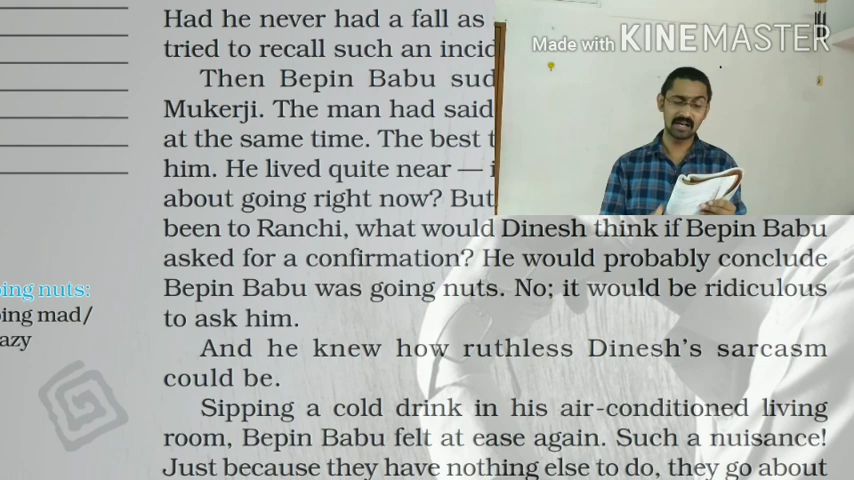 Had he never had a fall as
tried to recall such an incid
Then Bepin Babu sud
Mukerji. The man had said
at the same time. The best t
him. He lived quite near — i
about going right now? But
been to Ranchi, what would Dinesh think if Bepin Babu
asked for a confirmation? He would probably conclude
Bepin Babu was going nuts. No; it would be ridiculous
to ask him.
And he knew how ruthless Dinesh's sarcasm
could be.
Sipping a cold drink in his air-conditioned living
room, Bepin Babu felt at ease again. Such a nuisance!
Just because they have nothing else to do, they go about
ing nuts:
ing mad/
azy
Made with KINEMASTER